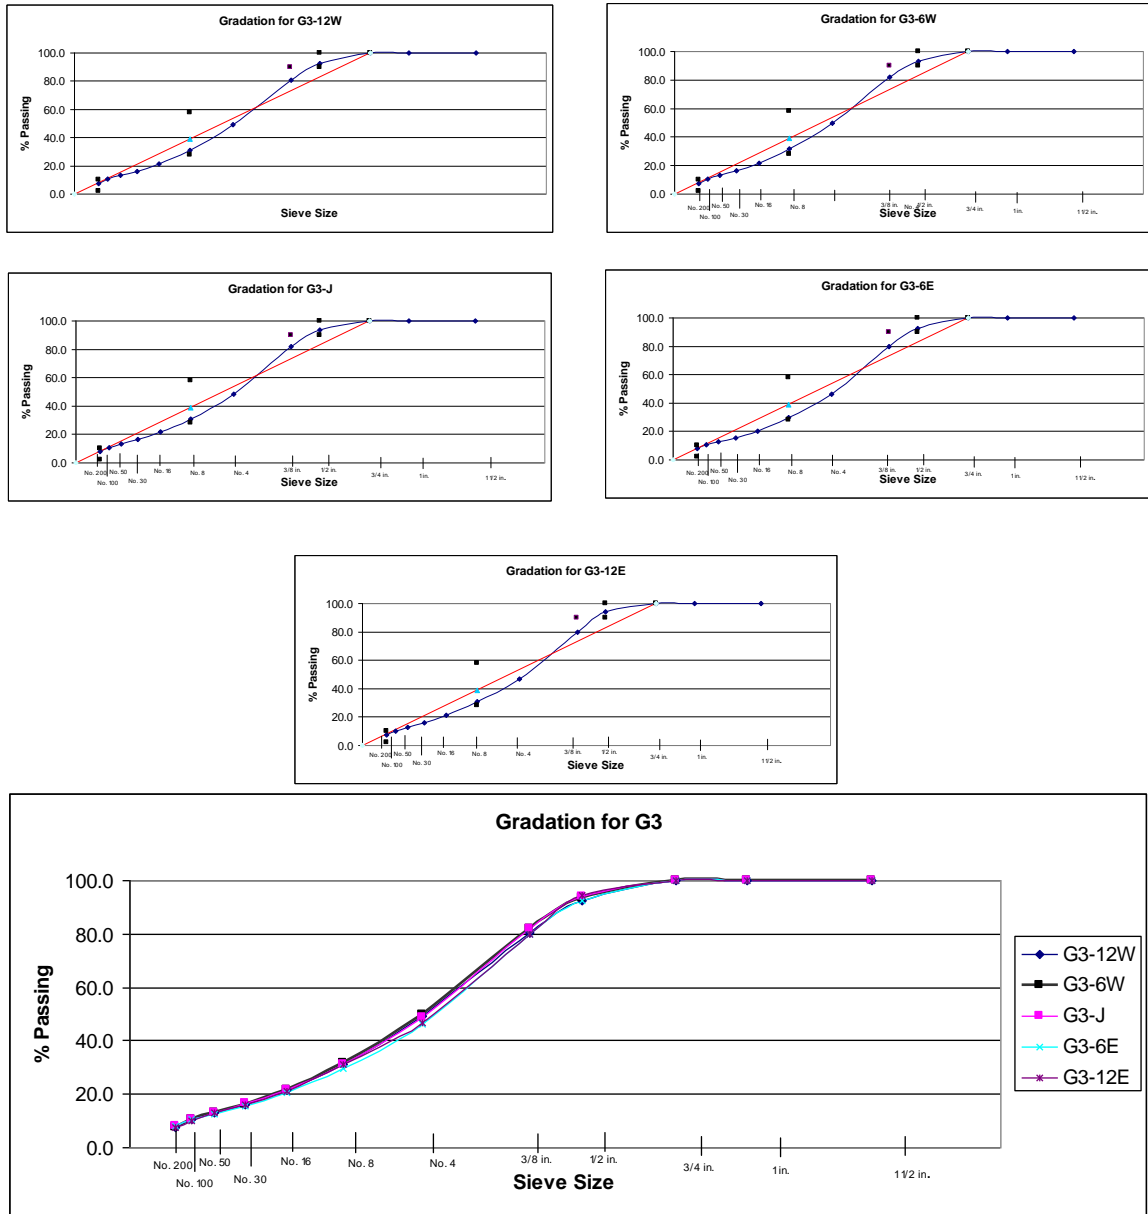 Gradation for G3-12W
100.0
80.0
60.0
40.0
20.0
0.0
% Passing
Sieve Size
Gradation for G3-6W
100.0
80.0
60.0
40.0
20.0
0.0
% Passing
No. 200 No. 50 No. 16 No. 8 3/8 in. No. 4 1/2 in. 3/4 in. 1 in. 1 1/2 in.
No. 100 No. 30
Sieve Size
Gradation for G3-J
100.0
80.0
60.0
40.0
20.0
0.0
% Passing
No. 200 No. 50 No. 16 No. 8 No. 4 3/8 in. 1/2 in. 3/4 in. 1 in. 1 1/2 in.
No. 100 No. 30
Sieve Size
Gradation for G3-6E
100.0
80.0
60.0
40.0
20.0
0.0
% Passing
No. 200 No. 50 No. 16 No. 8 No. 4 3/8 in. 1/2 in. 3/4 in. 1 in. 1 1/2 in.
No. 100 No. 30
Sieve Size
Gradation for G3-12E
100.0
80.0
60.0
40.0
20.0
0.0
% Passing
No. 200 No. 50 No. 16 No. 8 No. 4 3/8 in. 1/2 in. 3/4 in. 1 in. 1 1/2 in.
No. 100 No. 30
Sieve Size
Gradation for G3
100.0
80.0
60.0
40.0
20.0
0.0
% Passing
No. 200 No. 50 No. 16 No. 8 No. 4 3/8 in. 1/2 in. 3/4 in. 1 in. 1 1/2 in.
No. 100 No. 30
Sieve Size
G3-12W
G3-6W
G3-J
G3-6E
G3-12E